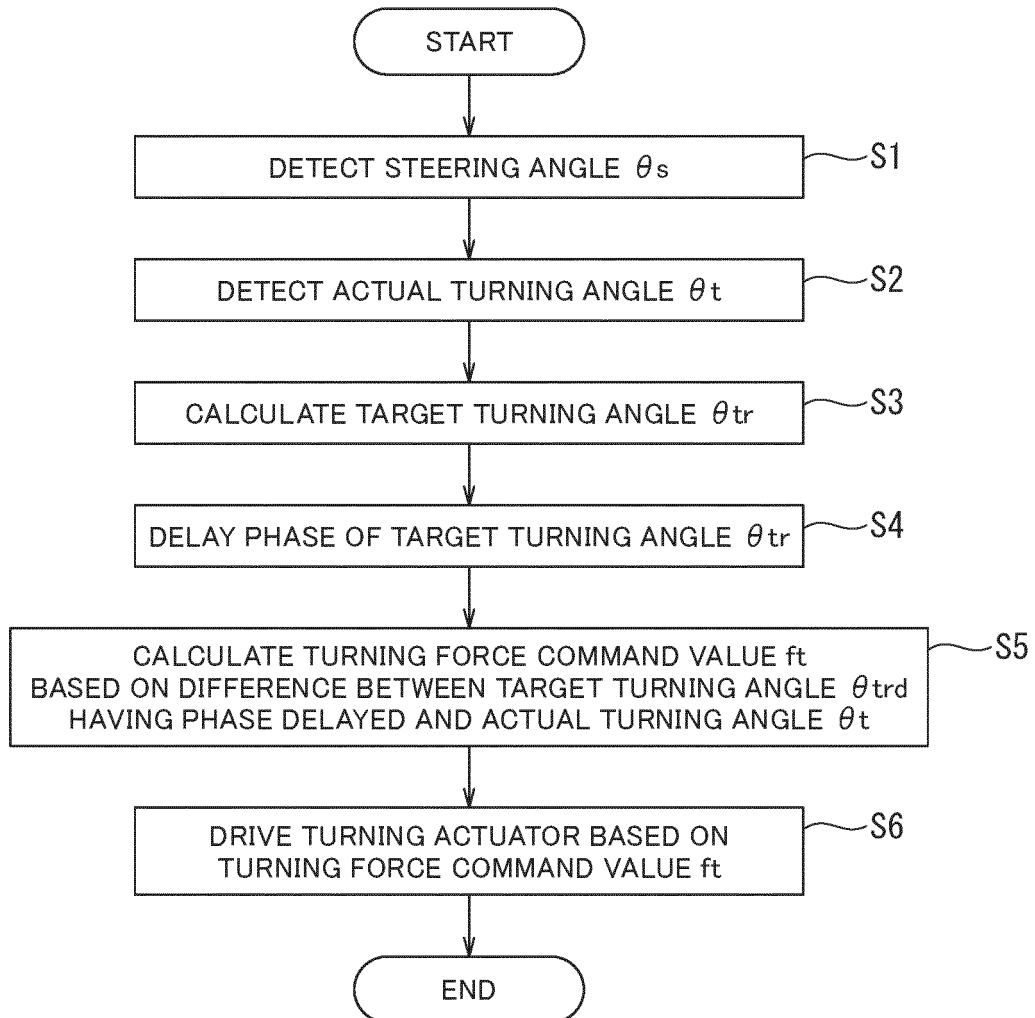 START
DETECT STEERING ANGLE θs
S1
DETECT ACTUAL TURNING ANGLE θt
S2
CALCULATE TARGET TURNING ANGLE θtr
S3
DELAY PHASE OF TARGET TURNING ANGLE θtr
S4
CALCULATE TURNING FORCE COMMAND VALUE ft
BASED ON DIFFERENCE BETWEEN TARGET TURNING ANGLE θtrd
HAVING PHASE DELAYED AND ACTUAL TURNING ANGLE θt
S5
DRIVE TURNING ACTUATOR BASED ON
TURNING FORCE COMMAND VALUE ft
S6
END